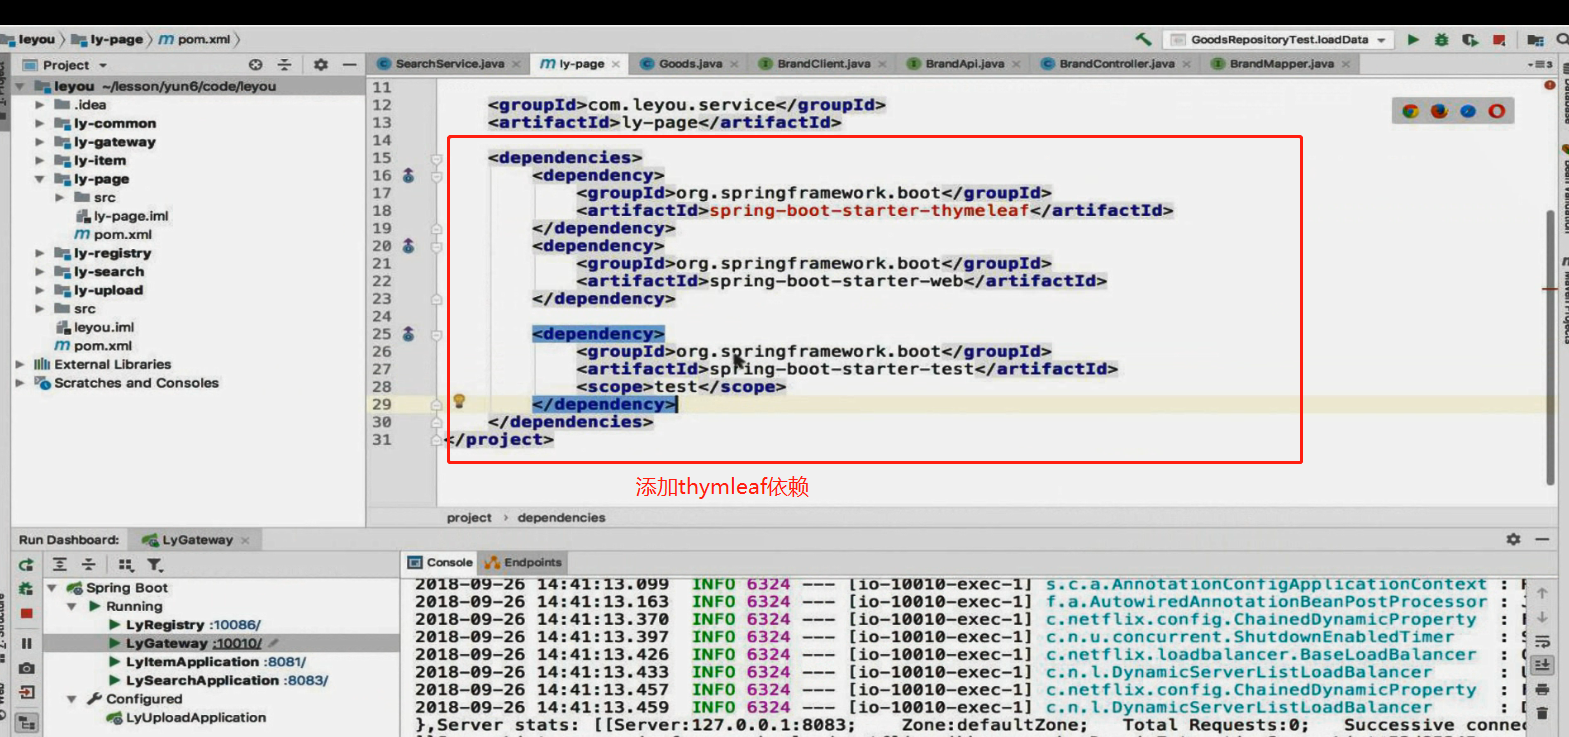 leyou ly-page pom.xml
GoodsRepositoryTest.loadData
Project
SearchService.java ly-page Goods.java BrandClient.java BrandApi.java BrandController.java BrandMapper.java
leyou ~/lesson/yun6/code/leyou
.idea
ly-common
ly-gateway
ly-item
ly-page
src
ly-page.iml
pom.xml
ly-registry
ly-search
ly-upload
src
leyou.iml
pom.xml
External Libraries
Scratches and Consoles
11
12 <groupId>com.leyou.service</groupId>
13 <artifactId>ly-page</artifactId>
14
15 <dependencies>
16 <dependency>
17 <groupId>org.springframework.boot</groupId>
18 <artifactId>spring-boot-starter-thymeleaf</artifactId>
19 </dependency>
20 <dependency>
21 <groupId>org.springframework.boot</groupId>
22 <artifactId>spring-boot-starter-web</artifactId>
23 </dependency>
24
25 <dependency>
26 <groupId>org.springframework.boot</groupId>
27 <artifactId>spring-boot-starter-test</artifactId>
28 <scope>test</scope>
29 </dependency>
30 </dependencies>
31 </project>
添加thymleaf依赖
project › dependencies
Run Dashboard: LyGateway
Console Endpoints
Spring Boot
Running
LyRegistry :10086/
LyGateway :10010/
LyItemApplication :8081/
LySearchApplication :8083/
Configured
LyUploadApplication
2018-09-26 14:41:13.099 INFO 6324 --- [io-10010-exec-1] s.c.a.AnnotationConfigApplicationContext :
2018-09-26 14:41:13.163 INFO 6324 --- [io-10010-exec-1] f.a.AutowiredAnnotationBeanPostProcessor :
2018-09-26 14:41:13.370 INFO 6324 --- [io-10010-exec-1] c.netflix.config.ChainedDynamicProperty :
2018-09-26 14:41:13.397 INFO 6324 --- [io-10010-exec-1] c.n.u.concurrent.ShutdownEnabledTimer :
2018-09-26 14:41:13.426 INFO 6324 --- [io-10010-exec-1] c.netflix.loadbalancer.BaseLoadBalancer :
2018-09-26 14:41:13.433 INFO 6324 --- [io-10010-exec-1] c.n.l.DynamicServerListLoadBalancer :
2018-09-26 14:41:13.457 INFO 6324 --- [io-10010-exec-1] c.netflix.config.ChainedDynamicProperty :
2018-09-26 14:41:13.459 INFO 6324 --- [io-10010-exec-1] c.n.l.DynamicServerListLoadBalancer :
},Server stats: [[Server:127.0.0.1:8083; Zone:defaultZone; Total Requests:0; Successive connec